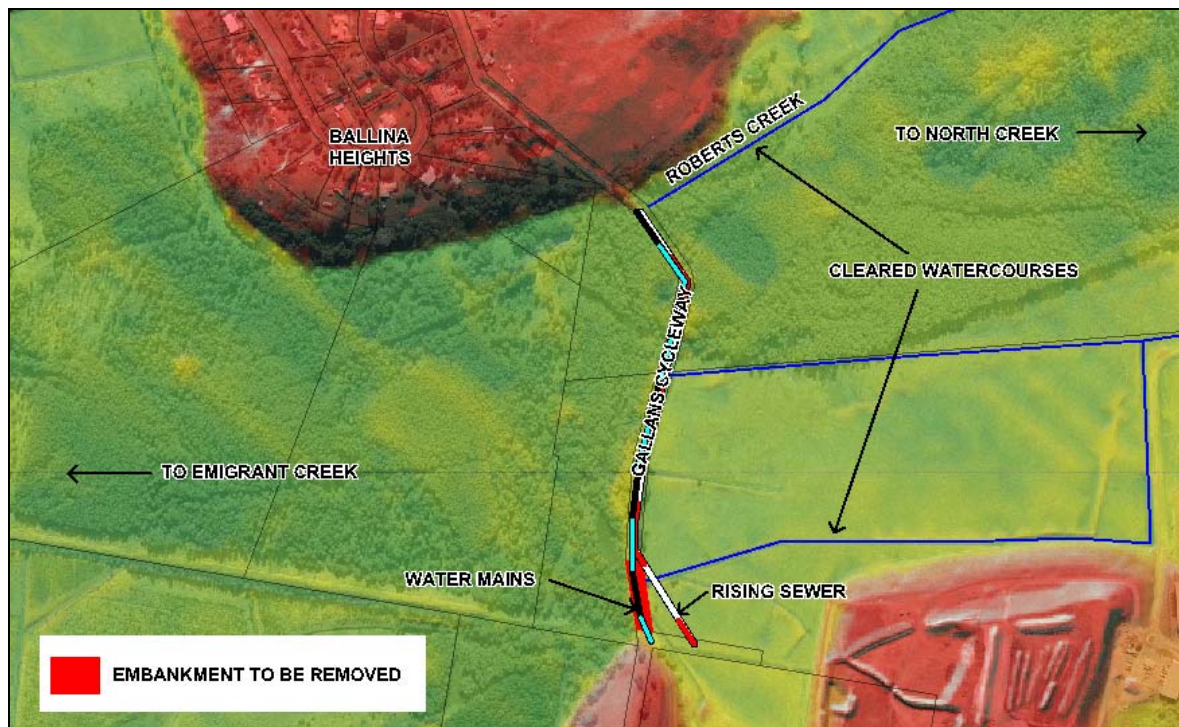 BALLINA
HEIGHTS
ROBERTS CREEK
TO NORTH CREEK
CLEARED WATERCOURSES
GALLANS CYCLEWAY
TO EMIGRANT CREEK
WATER MAINS
RISING SEWER
EMBANKMENT TO BE REMOVED